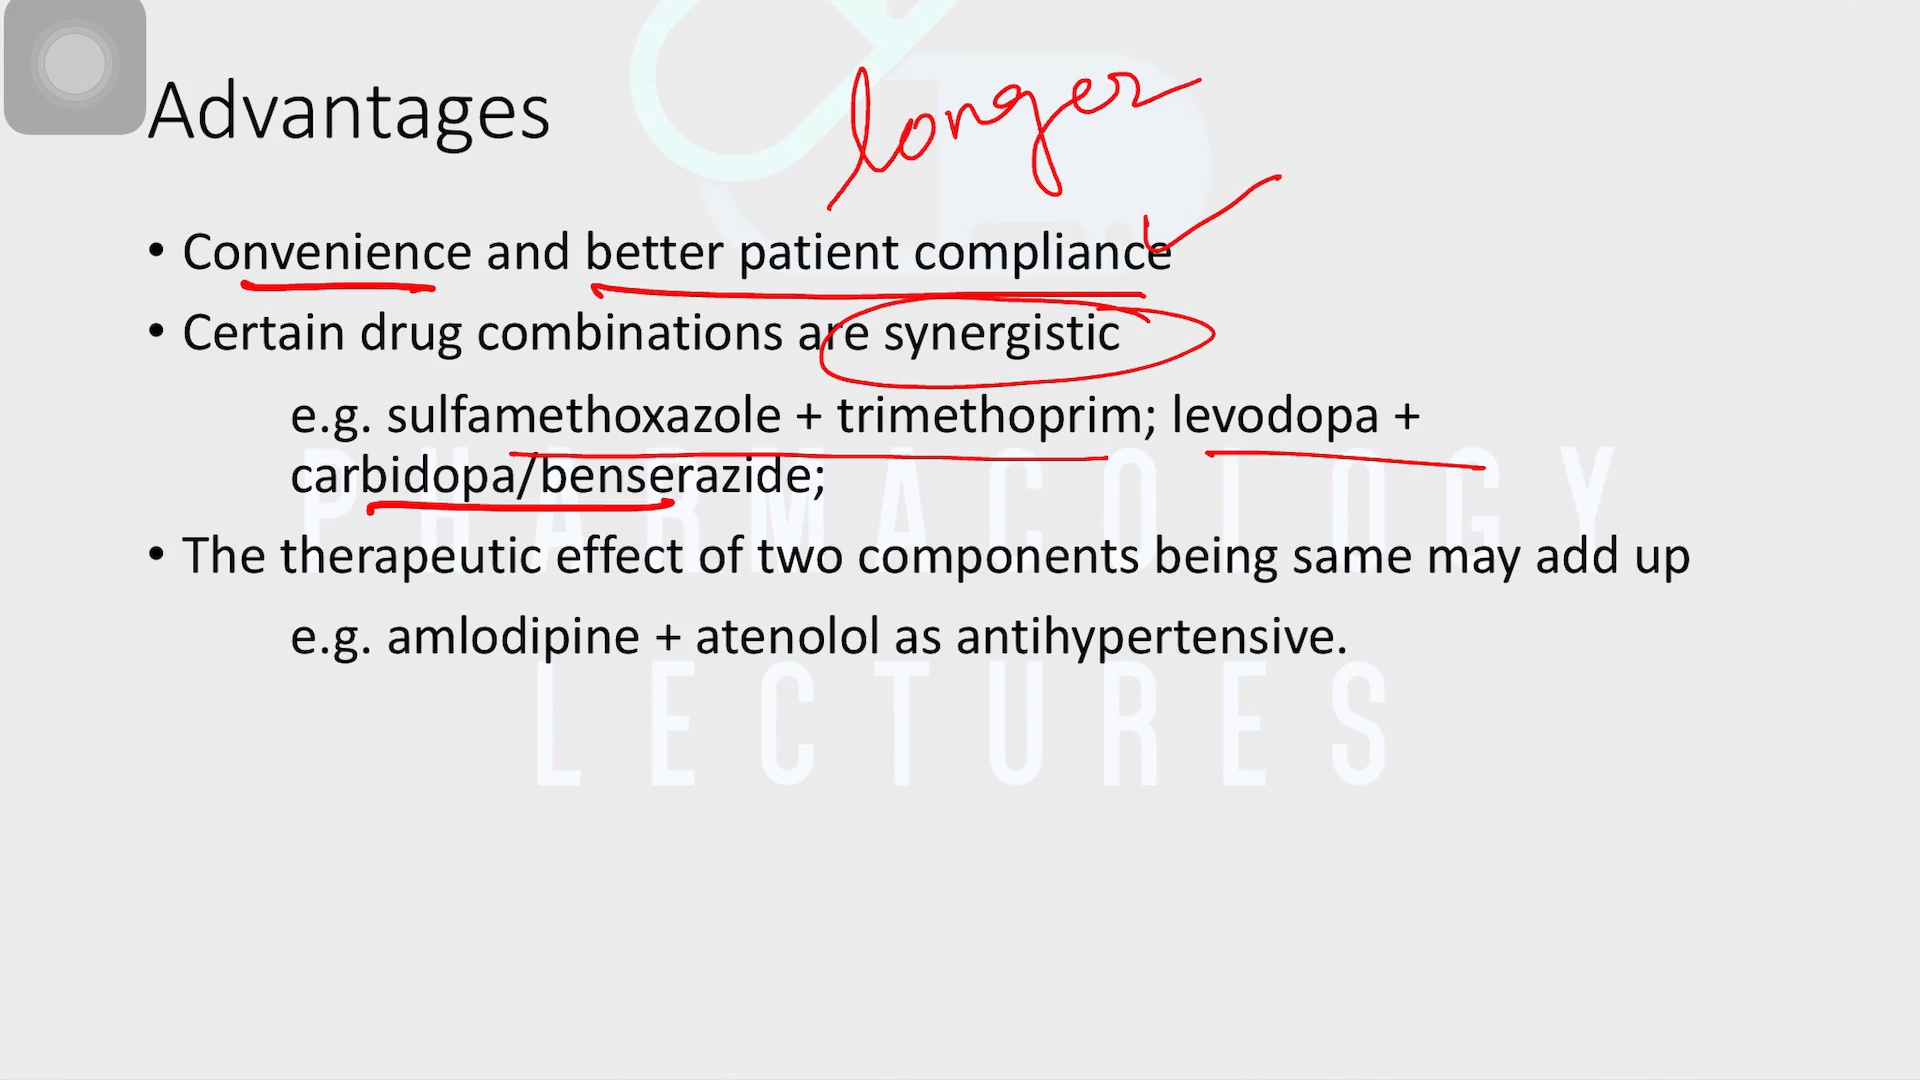 Advantages
longer
• Convenience and better patient compliance
• Certain drug combinations are synergistic
e.g. sulfamethoxazole + trimethoprim; levodopa +
carbidopa/benserazide;
• The therapeutic effect of two components being same may add up
e.g. amlodipine + atenolol as antihypertensive.
PHARMACOLOGY
LECTURES